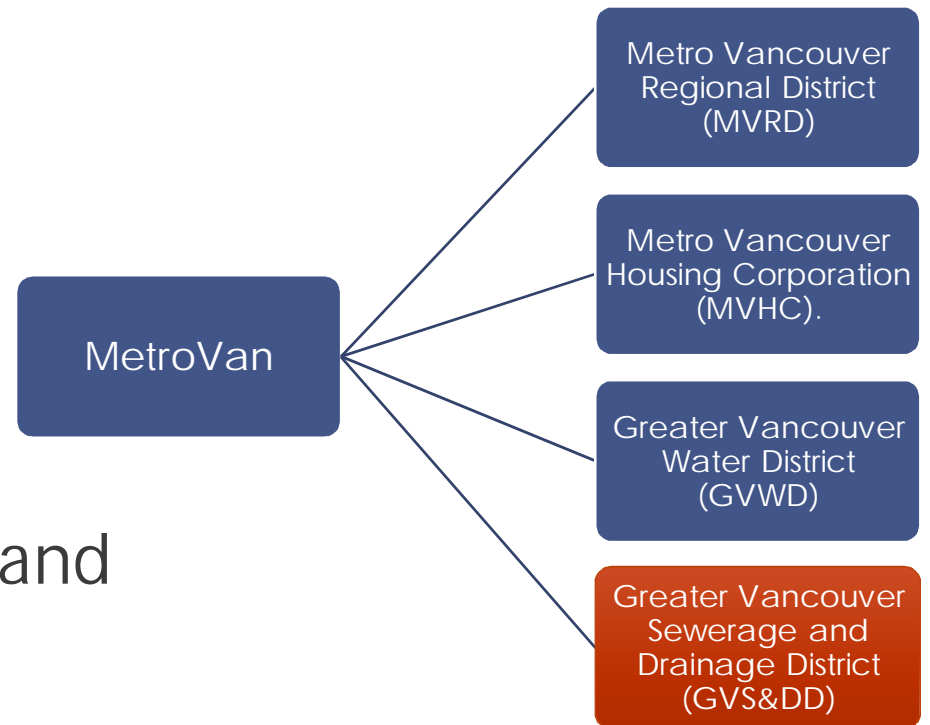 Metro Vancouver
Regional District
(MVRD)
Metro Vancouver
Housing Corporation
(MVHC).
MetroVan
Greater Vancouver
Water District
(GVWD)
and
Greater Vancouver
Sewerage and
Drainage District
(GVS&DD)